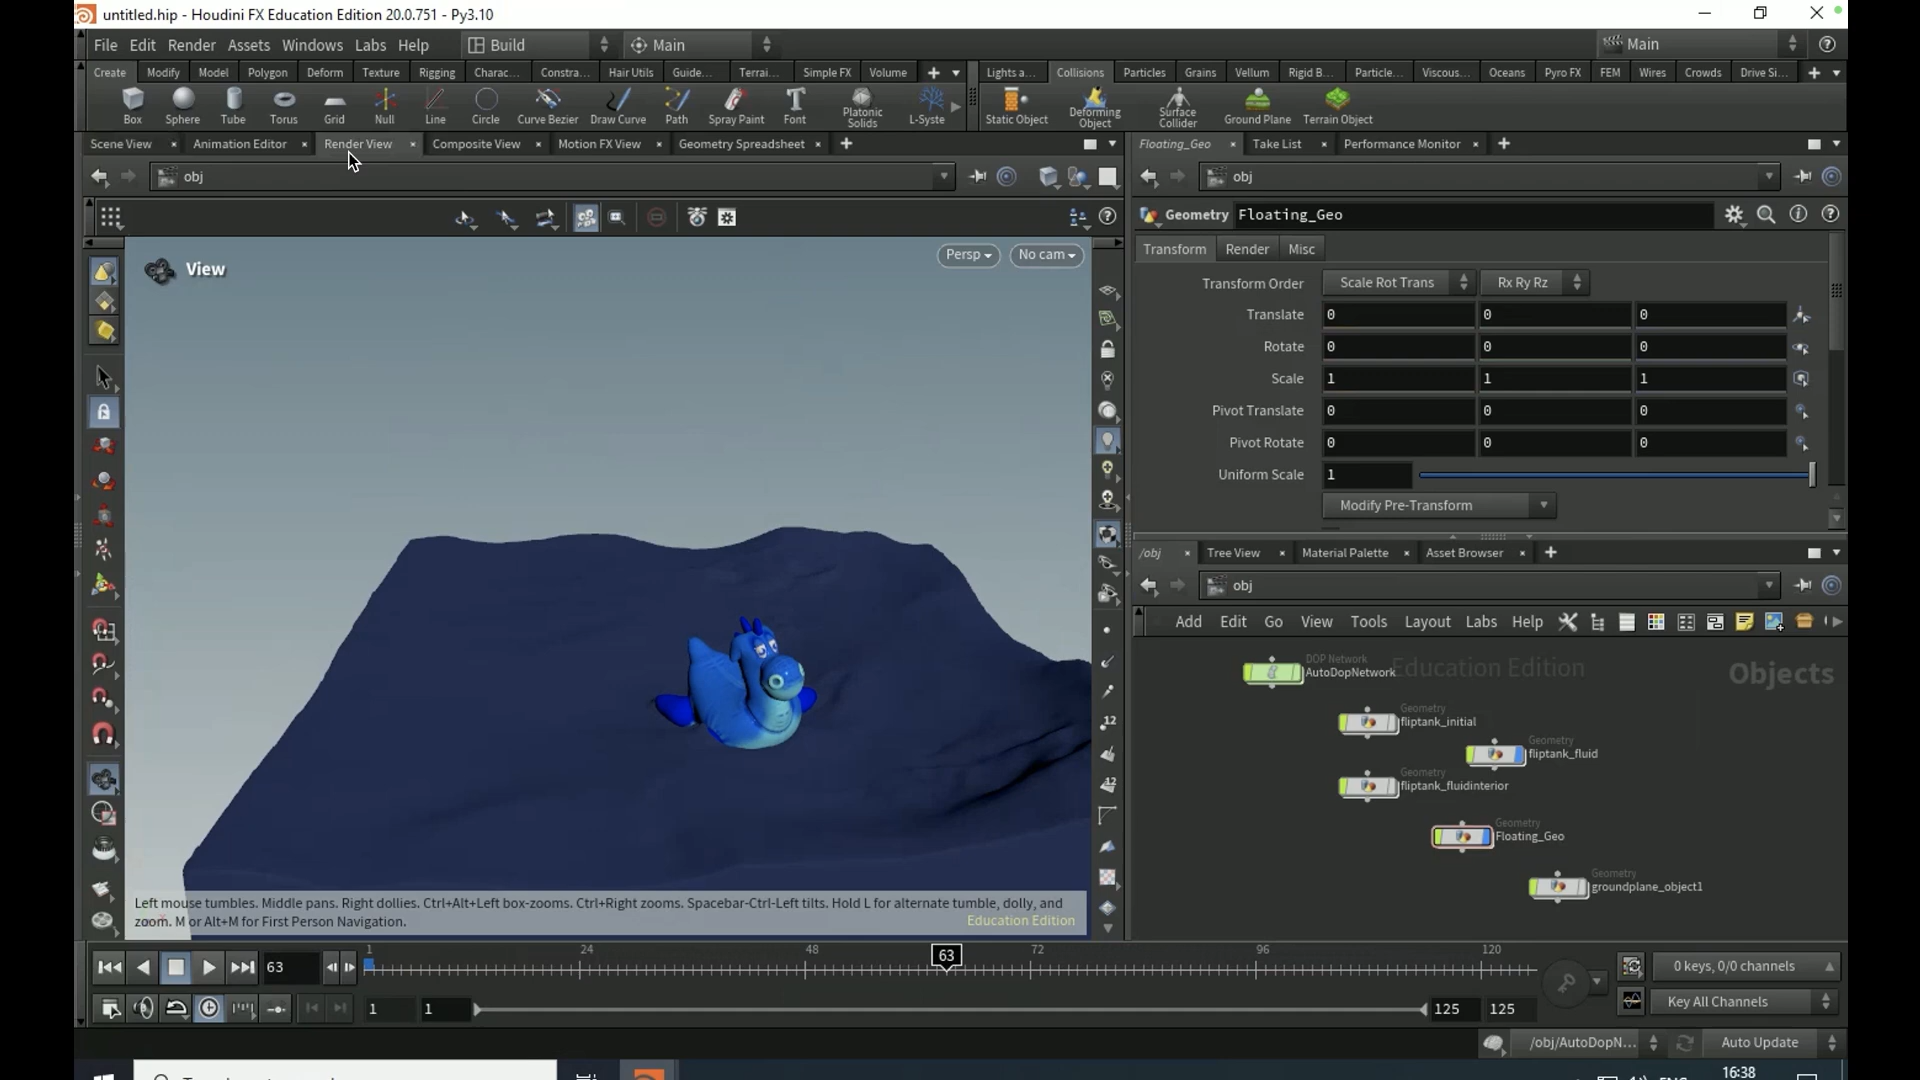 untitled.hip - Houdini FX Education Edition 20.0.751 - Py3.10
File Edit Render Assets Windows Labs Help Build Main Main
Create Modify Model Polygon Deform Texture Rigging Charac... Constra... Hair Utils Guide... Terrai... Simple FX Volume Lights a... Collisions Particles Grains Vellum Rigid B... Particle... Viscous... Oceans Pyro FX FEM Wires Crowds Drive Si...
Box Sphere Tube Torus Grid Null Line Circle Curve Bezier Draw Curve Path Spray Paint Font Platonic Solids L-Syste Static Object Deforming Object Surface Collider Ground Plane Terrain Object
Scene View Animation Editor Render View Composite View Motion FX View Geometry Spreadsheet Floating_Geo Take List Performance Monitor
obj obj
Geometry Floating_Geo
View Persp No cam
Transform Render Misc
Transform Order Scale Rot Trans Rx Ry Rz
Translate 0 0 0
Rotate 0 0 0
Scale 1 1 1
Pivot Translate 0 0 0
Pivot Rotate 0 0 0
Uniform Scale 1
Modify Pre-Transform
/obj Tree View Material Palette Asset Browser
obj
Add Edit Go View Tools Layout Labs Help
Education Edition Objects
DOP Network
AutoDopNetwork
Geometry
fliptank_initial
Geometry
fliptank_fluid
Geometry
fliptank_fluidinterior
Geometry
Floating_Geo
Geometry
groundplane_object1
12
12
Left mouse tumbles. Middle pans. Right dollies. Ctrl+Alt+Left box-zooms. Ctrl+Right zooms. Spacebar-Ctrl-Left tilts. Hold L for alternate tumble, dolly, and
zoom. M or Alt+M for First Person Navigation. Education Edition
63 1 24 48 63 72 96 120 0 keys, 0/0 channels
1 1 125 125 Key All Channels
/obj/AutoDopN... Auto Update
16:38